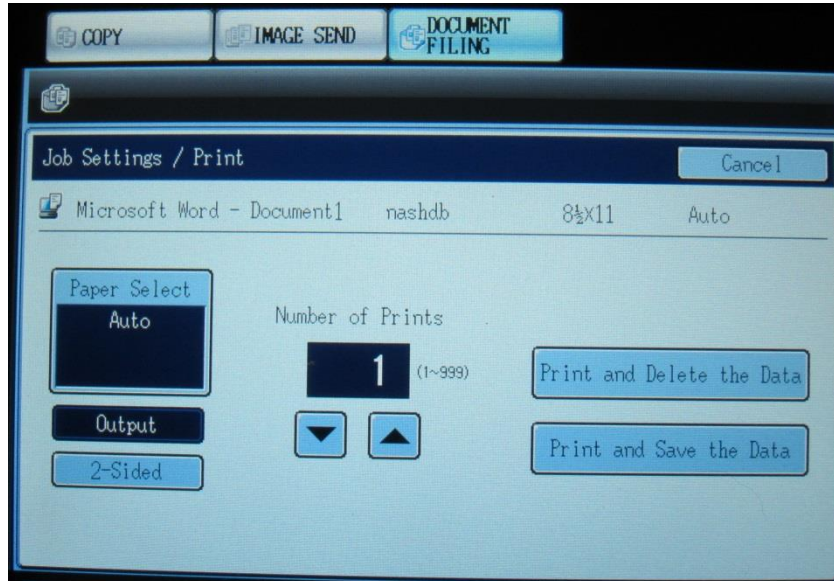 COPY
IMAGE SEND
DOCUMENT
FILING
Job Settings / Print
Cancel
Microsoft Word - Document1 nashdb 8½X11 Auto
Paper Select
Auto
Number of Prints
1 (1~999)
Print and Delete the Data
Output
Print and Save the Data
2-Sided